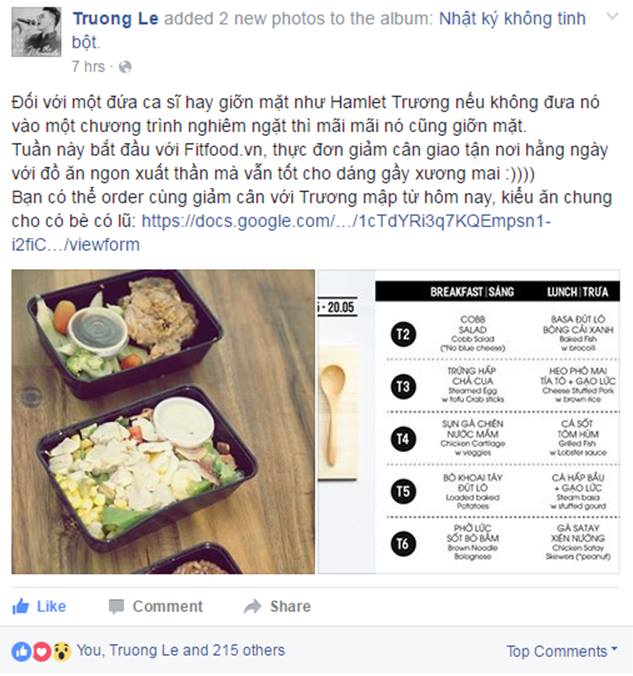 Truong Le added 2 new photos to the album: Nhật ký không tinh
bột.
7 hrs ·
Đối với một đứa ca sĩ hay giỡn mặt như Hamlet Trương nếu không đưa nó
vào một chương trình nghiêm ngặt thì mãi mãi nó cũng giỡn mặt.
Tuần này bắt đầu với Fitfood.vn, thực đơn giảm cân giao tận nơi hằng ngày
với đồ ăn ngon xuất thần mà vẫn tốt cho dáng gầy xương mai :))))
Bạn có thể order cùng giảm cân với Trương mập từ hôm nay, kiểu ăn chung
cho có bè có lũ: https://docs.google.com/…/1cTdYRi3q7KQEmpsn1-
i2fiC…/viewform
- 20.05
BREAKFAST|SÁNG LUNCH|TRƯA
T2
COBB
SALAD
Cobb Salad
(*No blue cheese)
BASA ĐÚT LÒ
BÔNG CẢI XANH
Baked Fish
w brocoli
T3
TRỨNG HẤP
CHẢ CUA
Steamed Egg
w tofu Crab sticks
HEO PHÔ MAI
TÍA TÔ + GẠO LỨC
Cheese Stuffed Pork
w brown rice
T4
SỤN GÀ CHIÊN
NƯỚC MẮM
Chicken Cartilage
w veggies
CÁ SỐT
TÔM HÙM
Grilled Fish
w Lobster sauce
T5
BÒ KHOAI TÂY
ĐÚT LÒ
Loaded baked
Potatoes
CÁ HẤP BẦU
+ GẠO LỨC
Steam basa
w stuffed gourd
T6
PHỞ LỨC
SỐT BÒ BẰM
Brown Noodle
Bolognese
GÀ SATAY
XIÊN NƯỚNG
Chicken Satay
Skewers (*peanut)
Like Comment Share
You, Truong Le and 215 others Top Comments